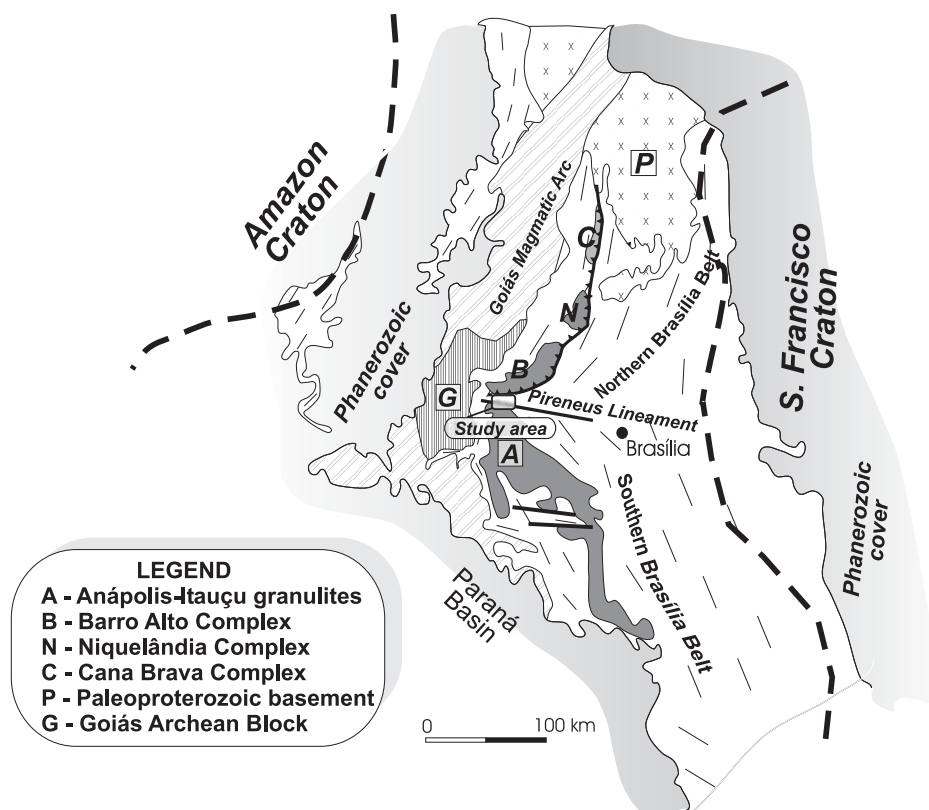 Amazon
Craton
Phanerozoic
cover
Goiás Magmatic Arc
P
C
N
B
G
A
Northern Brasília Belt
S. Francisco
Craton
Pireneus Lineament
Study area
Brasília
Southern Brasília Belt
Phanerozoic
cover
Paraná
Basin
LEGEND
A - Anápolis-Itauçu granulites
B - Barro Alto Complex
N - Niquelândia Complex
C - Cana Brava Complex
P - Paleoproterozoic basement
G - Goiás Archean Block
0 100 km